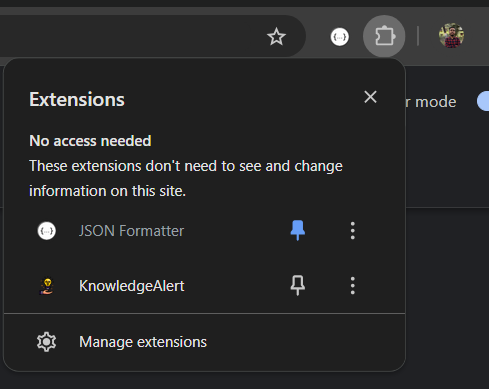 r mode
Extensions
No access needed
These extensions don't need to see and change
information on this site.
JSON Formatter
KnowledgeAlert
Manage extensions